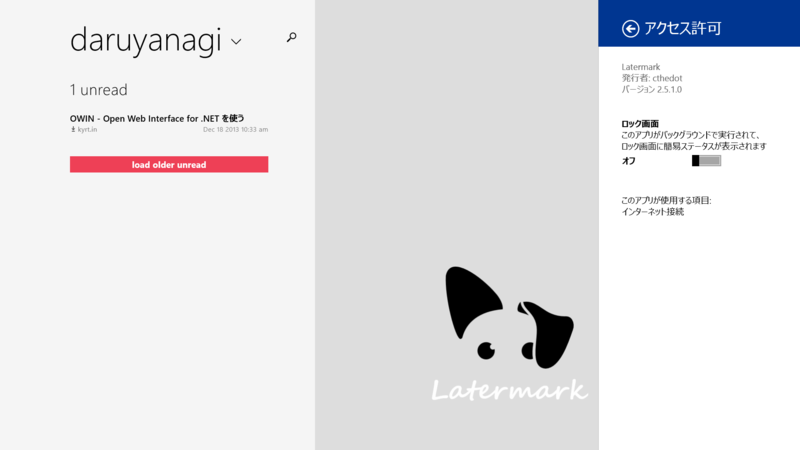 daruyanagi
1 unread
OWIN - Open Web Interface for .NET を使う
kyrt.in Dec 18 2013 10:33 am
load older unread
Latermark
アクセス許可
Latermark
発行者: cthedot
バージョン 2.5.1.0
ロック画面
このアプリがバックグラウンドで実行されて、
ロック画面に簡易ステータスが表示されます
オフ
このアプリが使用する項目:
インターネット接続